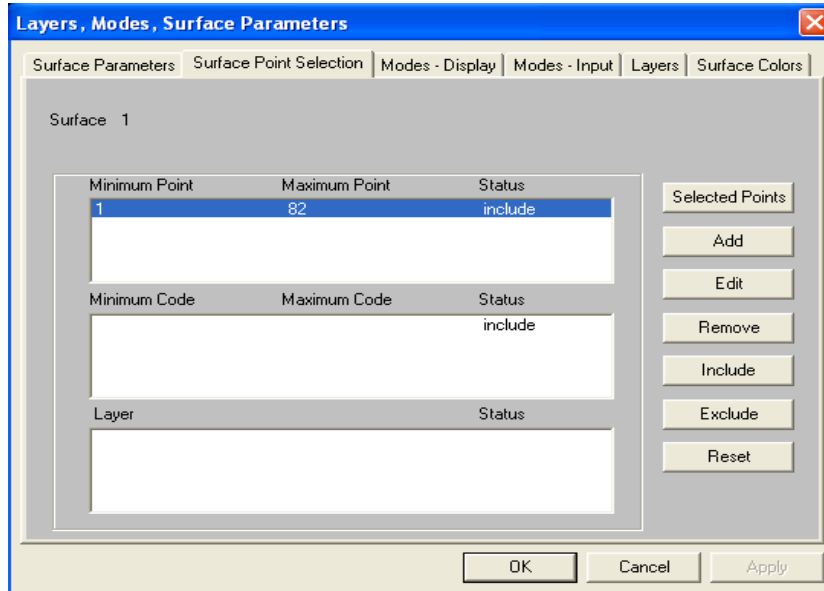 Layers, Modes, Surface Parameters
Surface Parameters Surface Point Selection Modes - Display Modes - Input Layers Surface Colors
Surface 1
Minimum Point Maximum Point Status
1 82 include
Minimum Code Maximum Code Status
include
Layer Status
Selected Points
Add
Edit
Remove
Include
Exclude
Reset
OK Cancel Apply